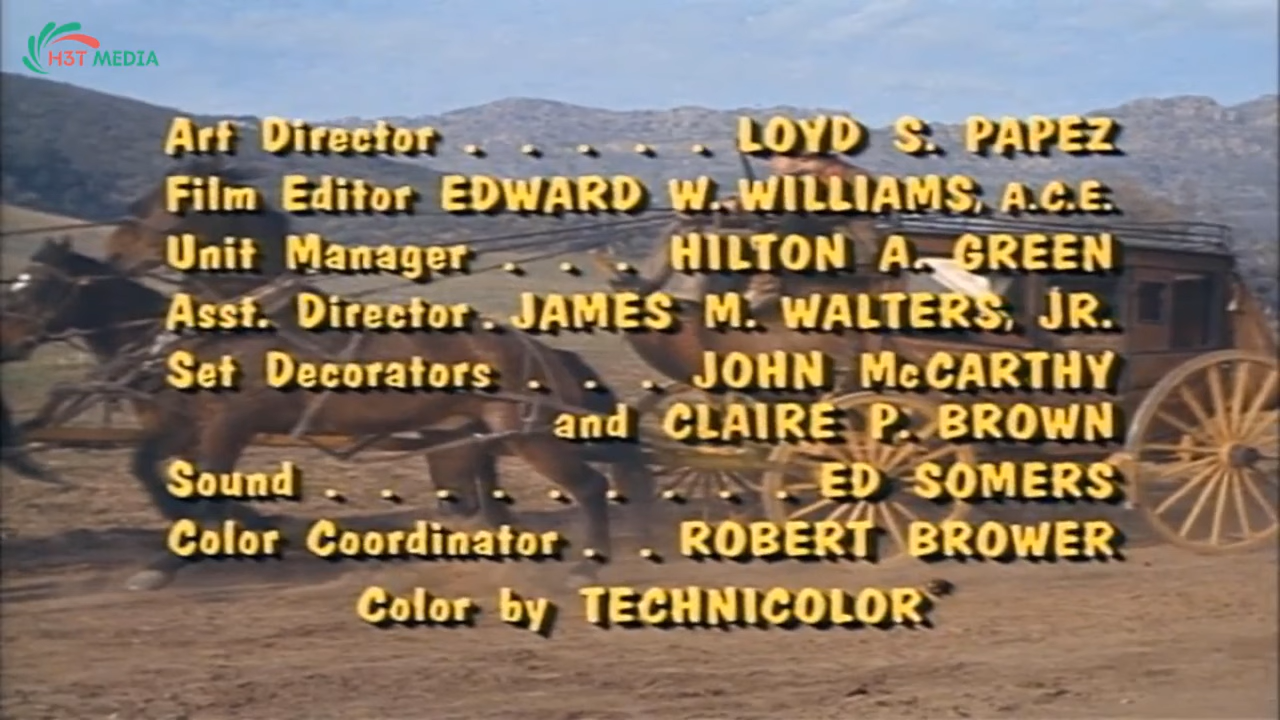 H3T MEDIA
Art Director . . . . . LOYD S. PAPEZ
Film Editor EDWARD W. WILLIAMS, A.C.E.
Unit Manager . . . HILTON A. GREEN
Asst. Director . JAMES M. WALTERS, JR.
Set Decorators . . . JOHN McCARTHY
and CLAIRE P. BROWN
Sound . . . . . . . . . ED SOMERS
Color Coordinator . . ROBERT BROWER
Color by TECHNICOLOR